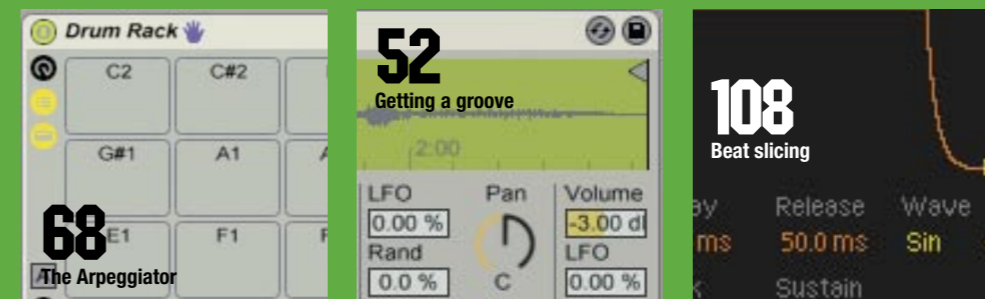 Drum Rack
C2
C#2
G#1
A1
68
E1
F1
The Arpeggiator
52
Getting a groove
2:00
LFO
Pan
Volume
0.00 %
-3.00
Rand
LFO
0.0 %
C
0.00 %
108
Beat slicing
Release
Wave
ms
50.0 ms
Sin
Sustain